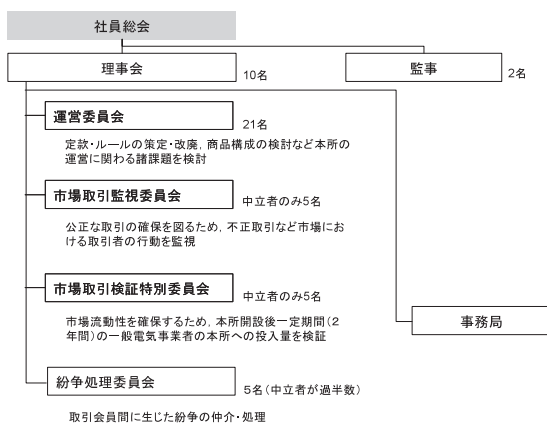 社員総会
理事会
10名
監事
2名
運営委員会
21名
定款・ルールの策定・改廃，商品構成の検討など本所の
運営に関わる諸課題を検討
市場取引監視委員会
中立者のみ5名
公正な取引の確保を図るため，不正取引など市場にお
ける取引者の行動を監視
市場取引検証特別委員会
中立者のみ5名
市場流動性を確保するため，本所開設後一定期間（2
年間）の一般電気事業者の本所への投入量を検証
事務局
紛争処理委員会
5名（中立者が過半数）
取引会員間に生じた紛争の仲介・処理